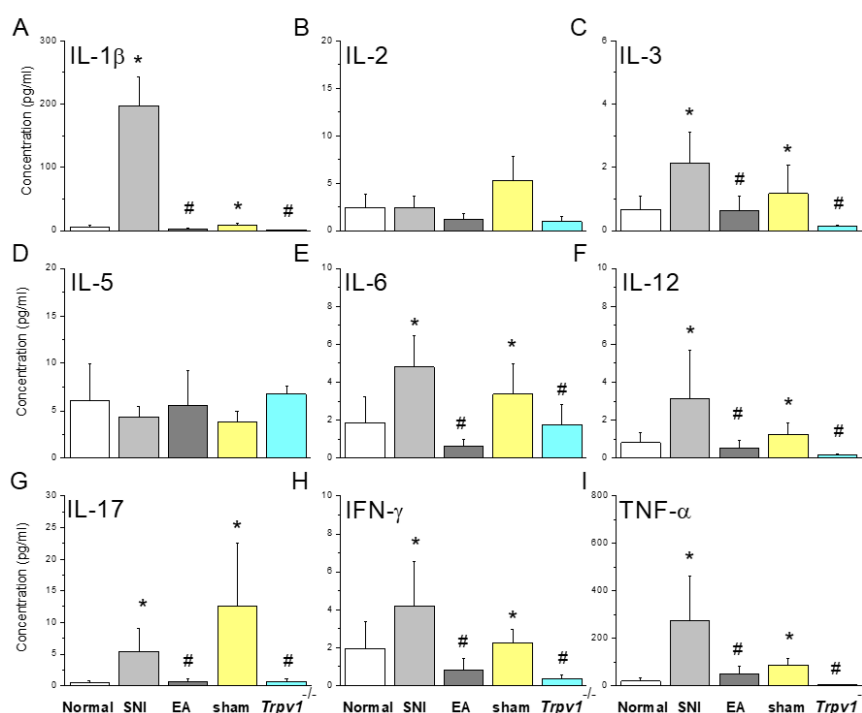 A IL-1β
B IL-2
C IL-3
Concentration (pg/ml)
300
200
100
0
* # * #
20
15
10
5
0
6
4
2
0
* # * #
D IL-5
E IL-6
F IL-12
Concentration (pg/ml)
20
15
10
5
0
10
8
6
4
2
0
* # * #
10
8
6
4
2
0
* # * #
G IL-17
H IFN-γ
I TNF-α
Concentration (pg/ml)
30
25
20
15
10
5
0
* # * #
10
8
6
4
2
0
* # * #
800
600
400
200
0
* # * #
Normal SNI EA sham Trpv1-/-
Normal SNI EA sham Trpv1-/-
Normal SNI EA sham Trpv1-/-